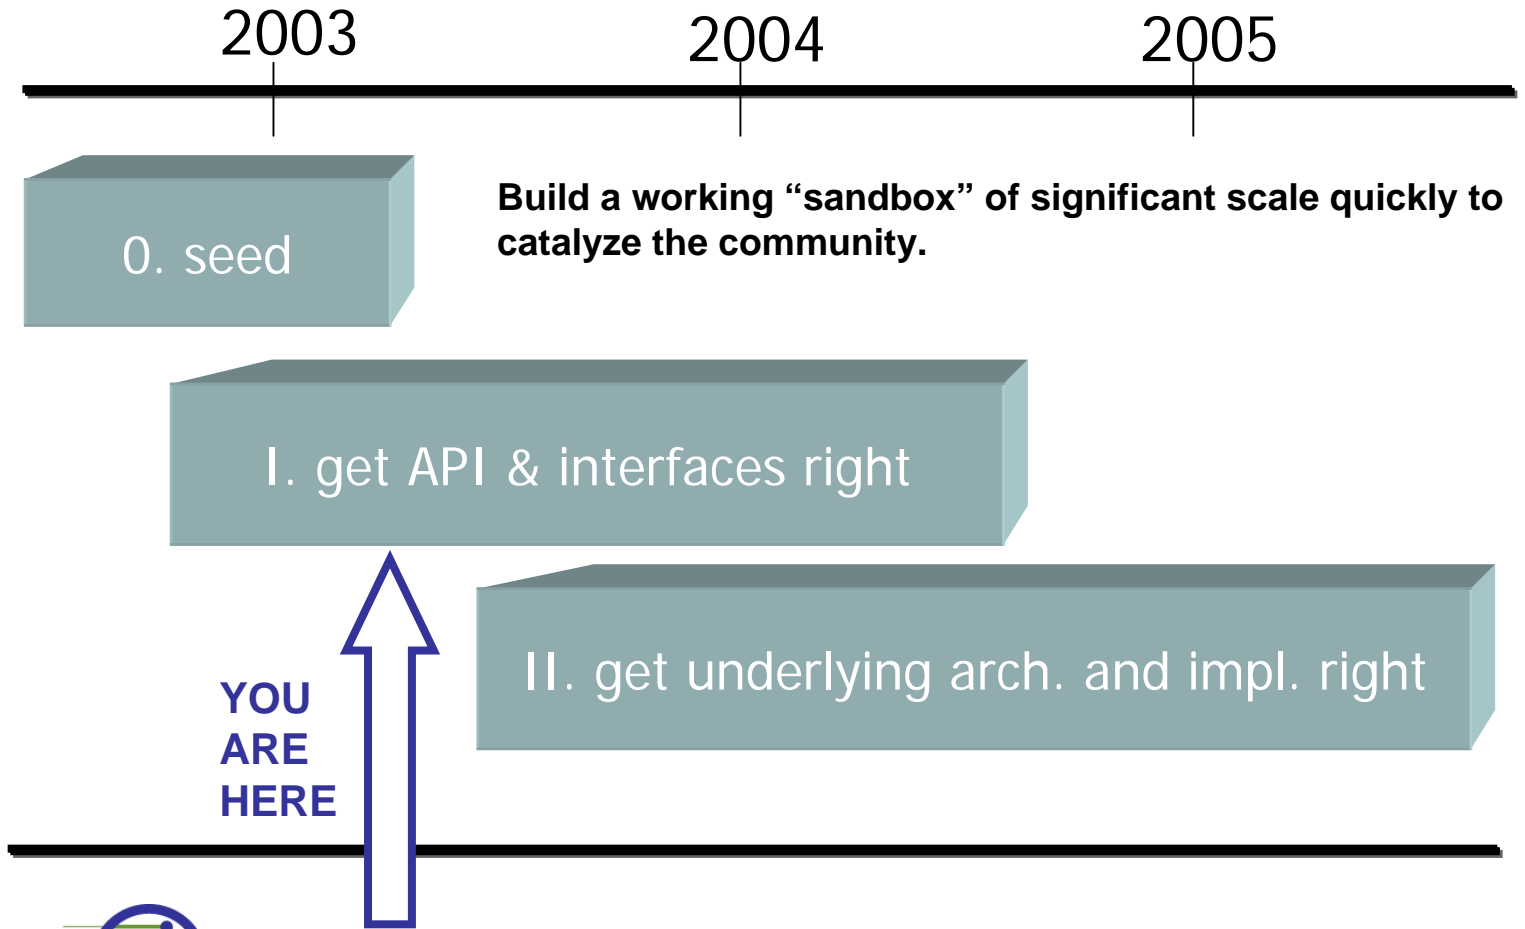 2003 2004 2005
Build a working “sandbox” of significant scale quickly to
catalyze the community.
0. seed
I. get API & interfaces right
II. get underlying arch. and impl. right
YOU
ARE
HERE